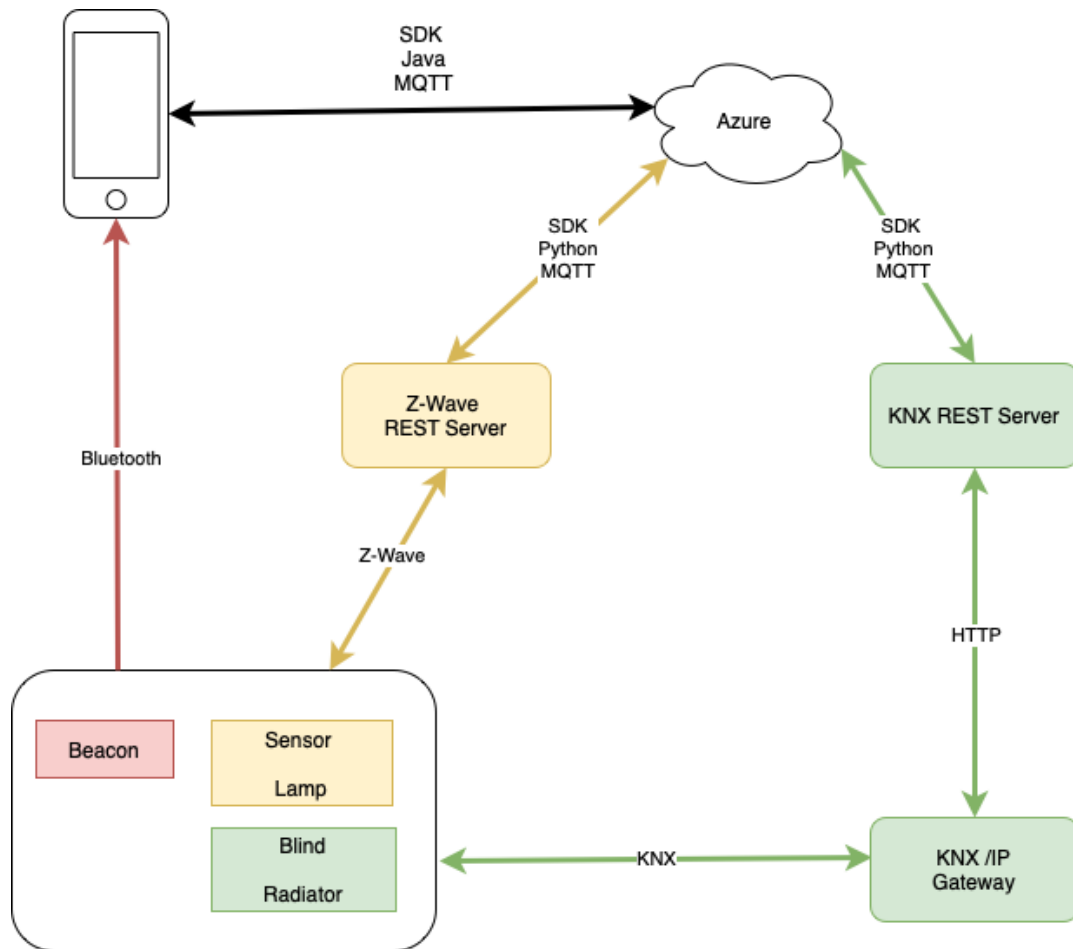 SDK
Java
MQTT
Azure
SDK
Python
MQTT
SDK
Python
MQTT
Z-Wave
REST Server
KNX REST Server
Bluetooth
Z-Wave
HTTP
Beacon
Sensor
Lamp
Blind
Radiator
KNX
KNX /IP
Gateway